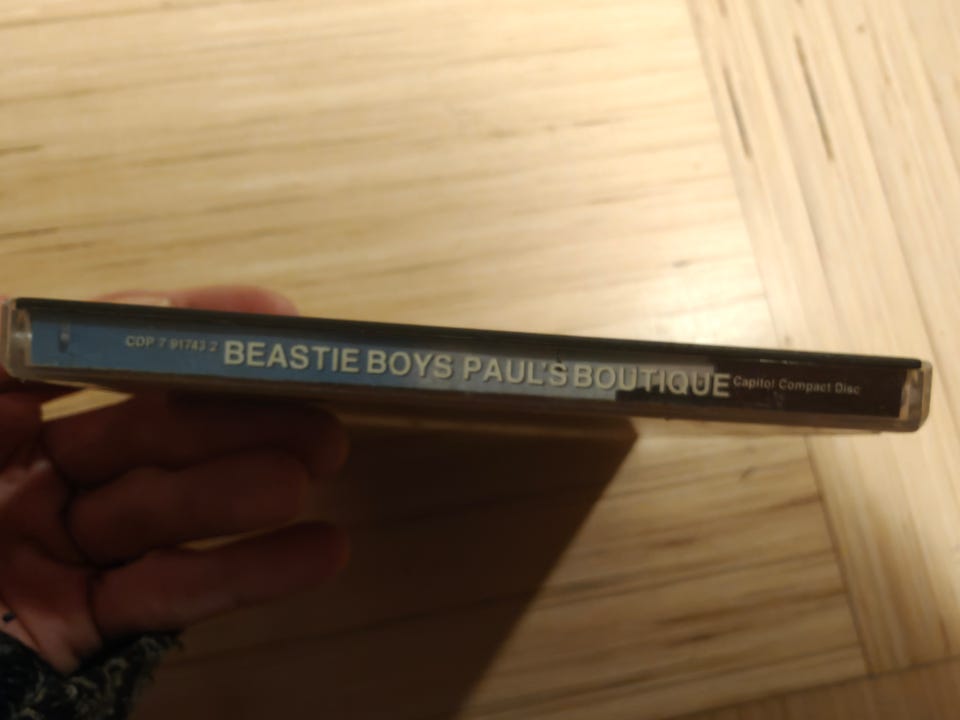 CDP 7 91743 2 BEASTIE BOYS PAUL'S BOUTIQUE Capitol Compact Disc